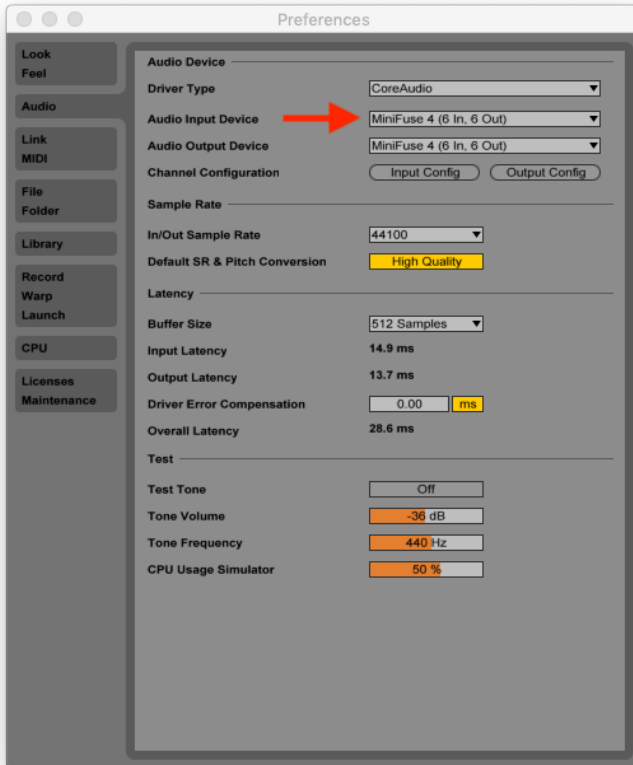 Preferences
Look
Feel
Audio
Link
MIDI
File
Folder
Library
Record
Warp
Launch
CPU
Licenses
Maintenance
Audio Device
Driver Type CoreAudio
Audio Input Device MiniFuse 4 (6 In, 6 Out)
Audio Output Device MiniFuse 4 (6 In, 6 Out)
Channel Configuration Input Config Output Config
Sample Rate
In/Out Sample Rate 44100
Default SR & Pitch Conversion High Quality
Latency
Buffer Size 512 Samples
Input Latency 14.9 ms
Output Latency 13.7 ms
Driver Error Compensation 0.00 ms
Overall Latency 28.6 ms
Test
Test Tone Off
Tone Volume -36 dB
Tone Frequency 440 Hz
CPU Usage Simulator 50 %